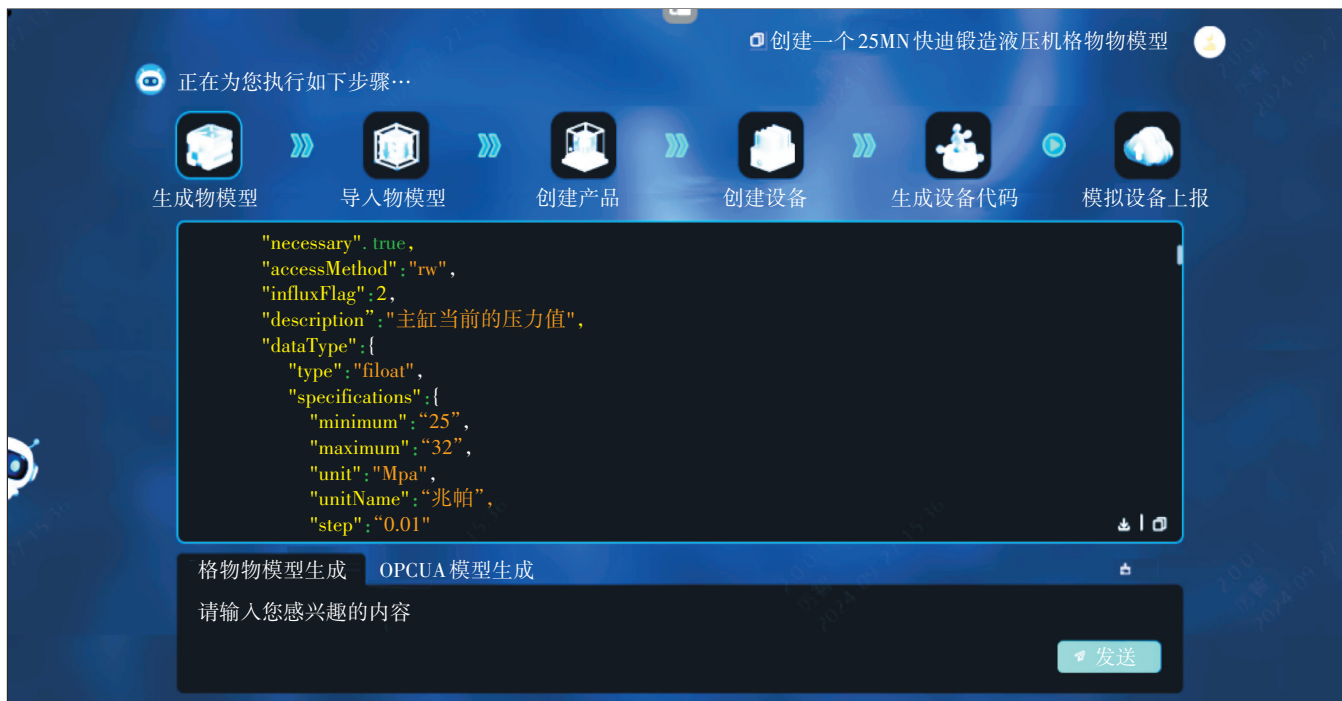 创建一个25MN快迪锻造液压机格物物模型
正在为您执行如下步骤…
生成物模型
导入物模型
创建产品
创建设备
生成设备代码
模拟设备上报
"necessary". true,
"accessMethod":"rw",
"influxFlag":2,
"description”:"主缸当前的压力值",
"dataType":{
"type":"filoat",
"specifications":{
"minimum":“25”,
"maximum":“32”,
"unit":"Mpa",
"unitName":“兆帕”,
"step":“0.01"
格物物模型生成
OPCUA模型生成
请输入您感兴趣的内容
发送